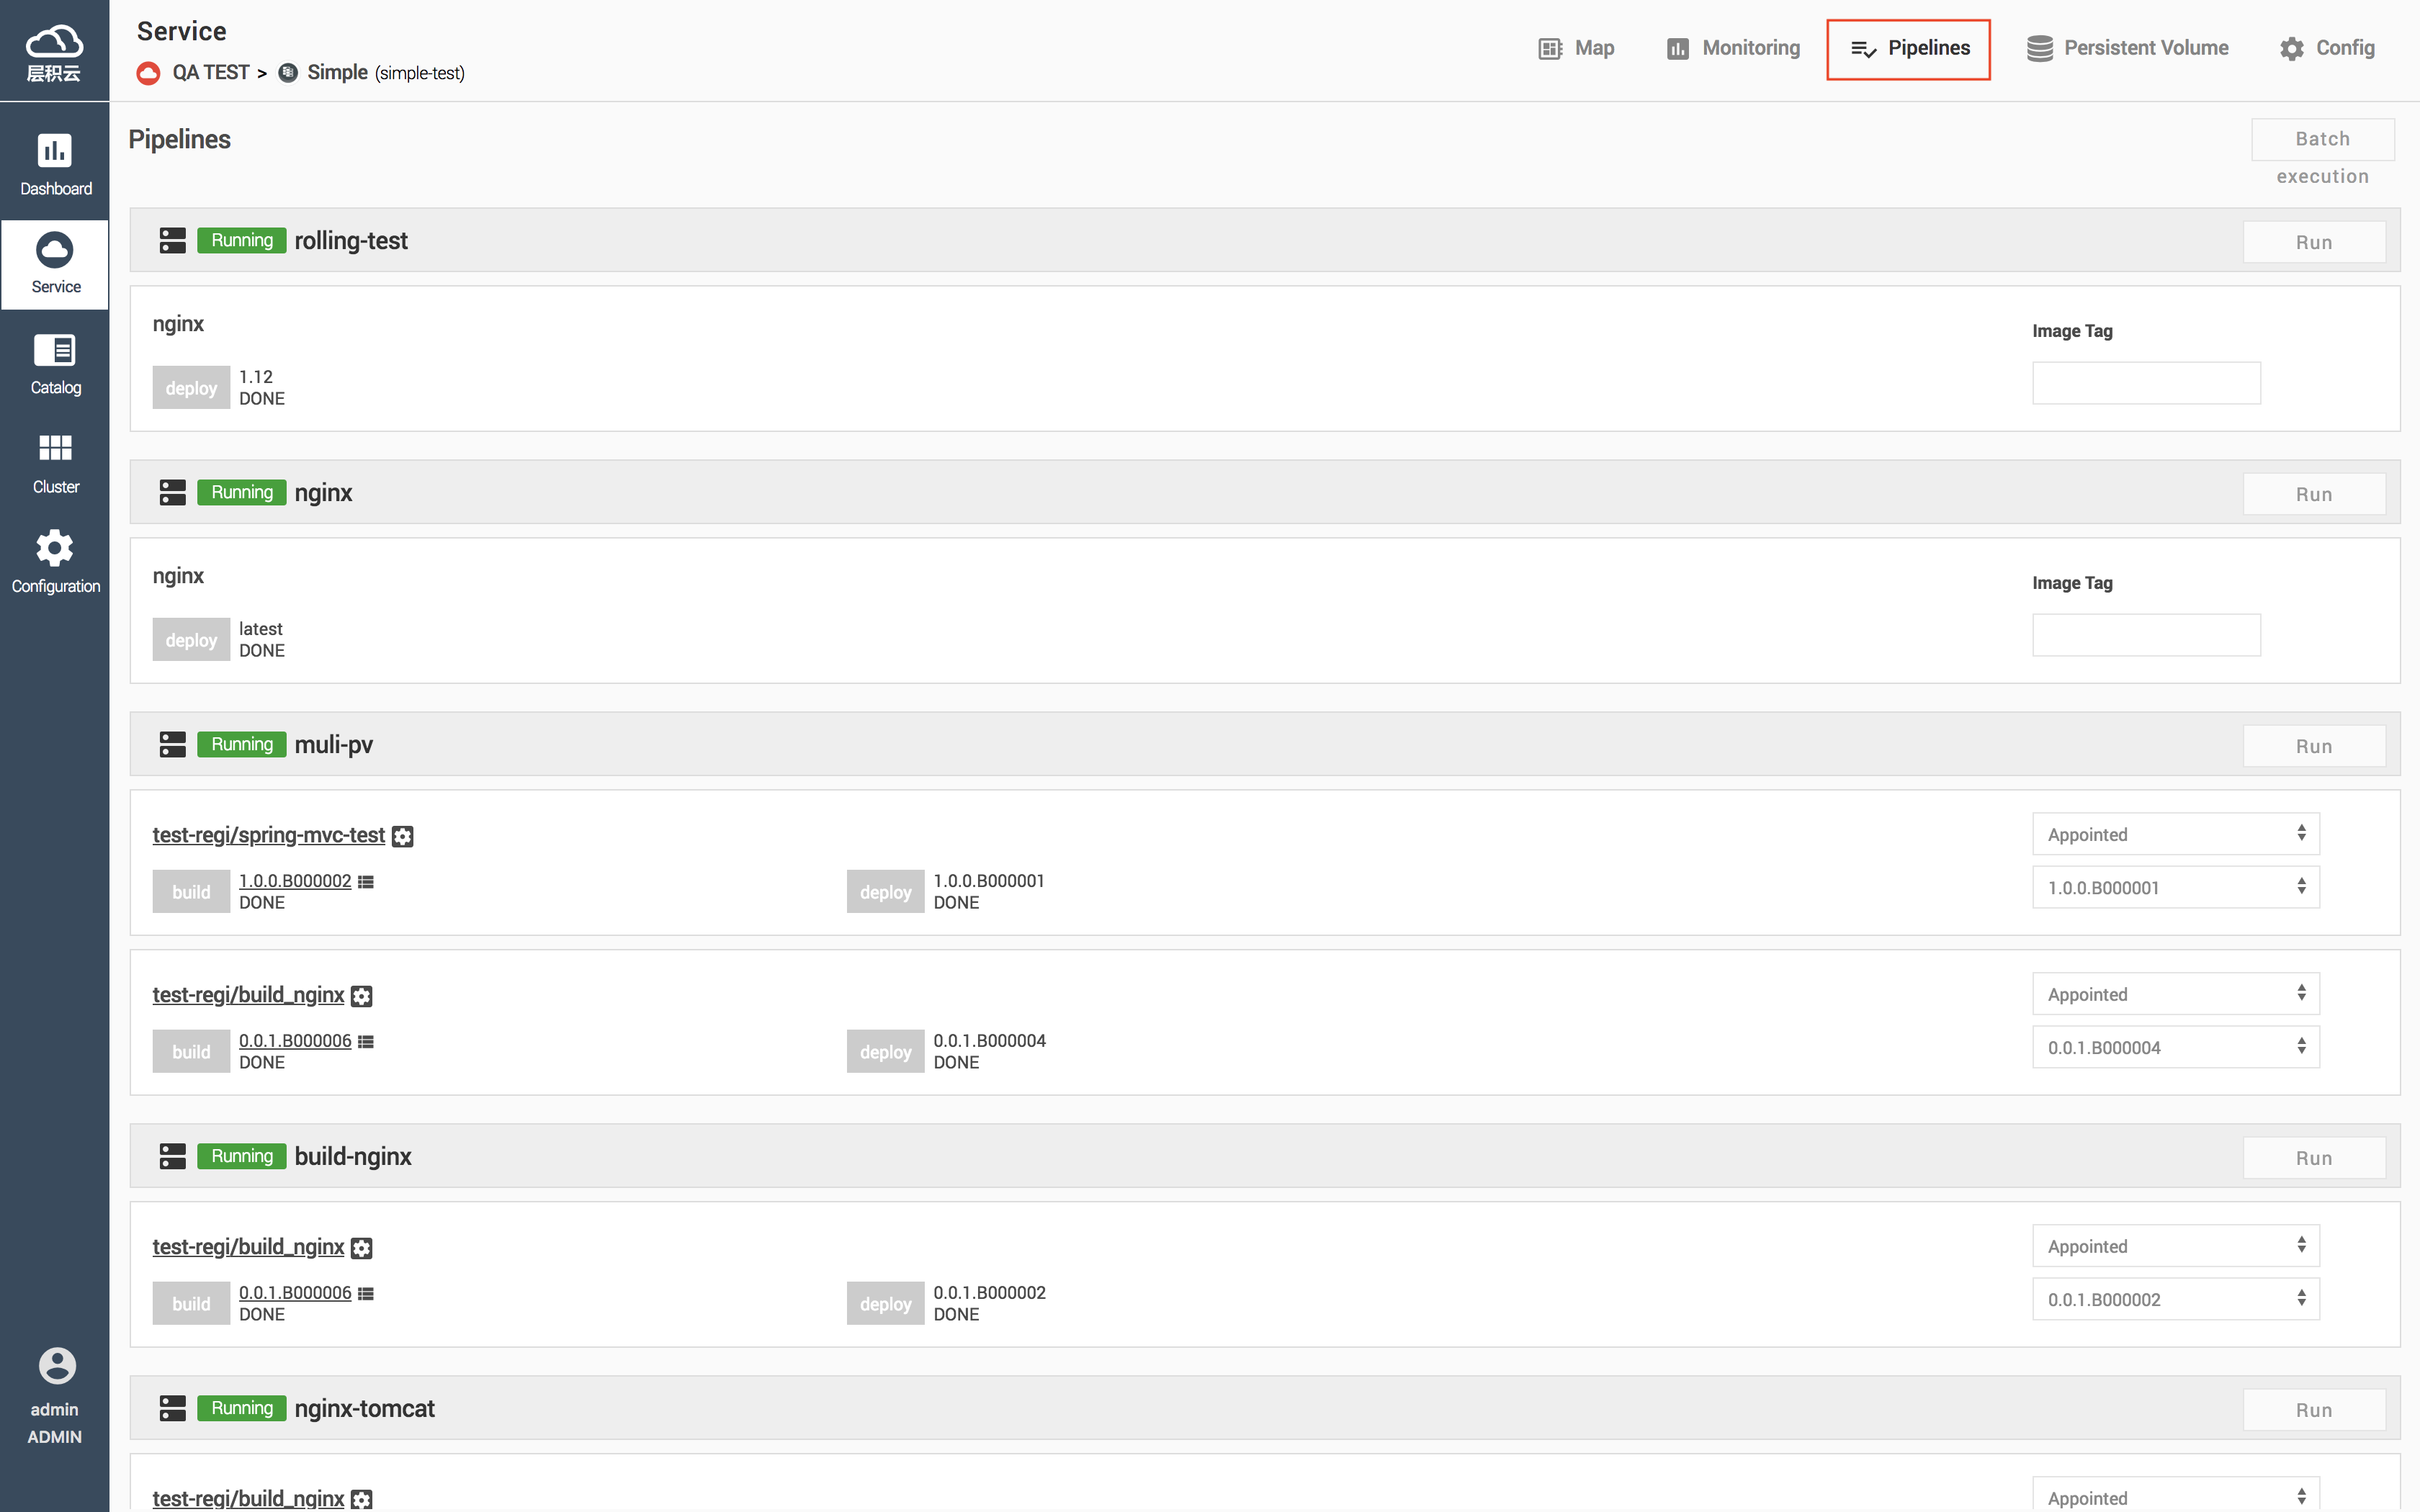 层积云
Service
QA TEST > Simple (simple-test)
Map
Monitoring
Pipelines
Persistent Volume
Config
Dashboard
Service
Catalog
Cluster
Configuration
admin
ADMIN
Pipelines
Batch
execution
Running rolling-test
Run
nginx
Image Tag
deploy
1.12
DONE
Running nginx
Run
nginx
Image Tag
deploy
latest
DONE
Running muli-pv
Run
test-regi/spring-mvc-test
Appointed
build
1.0.0.B000002
DONE
deploy
1.0.0.B000001
DONE
1.0.0.B000001
test-regi/build_nginx
Appointed
build
0.0.1.B000006
DONE
deploy
0.0.1.B000004
DONE
0.0.1.B000004
Running build-nginx
Run
test-regi/build_nginx
Appointed
build
0.0.1.B000006
DONE
deploy
0.0.1.B000002
DONE
0.0.1.B000002
Running nginx-tomcat
Run
test-regi/build_nginx
Appointed